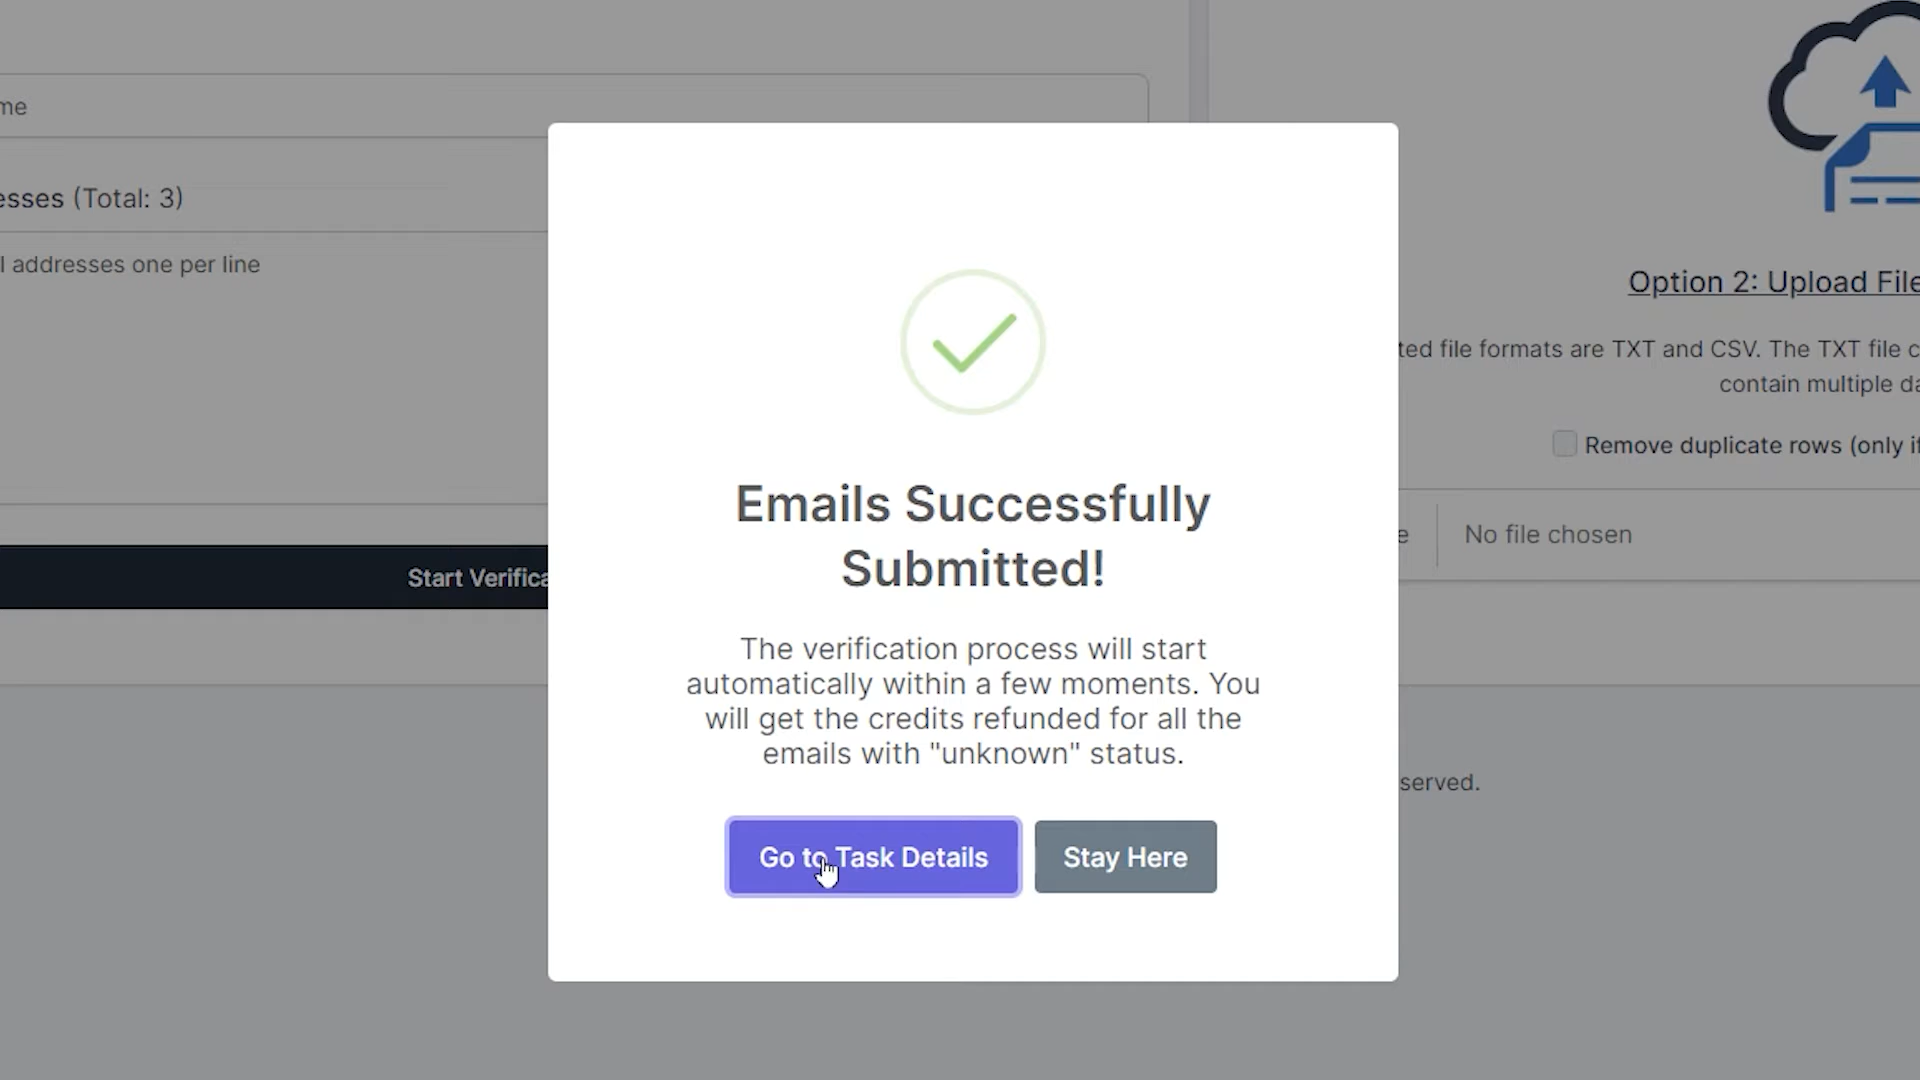 me
esses (Total: 3)
l addresses one per line
Start Verifica
Emails Successfully
Submitted!
The verification process will start
automatically within a few moments. You
will get the credits refunded for all the
emails with "unknown" status.
Go to Task Details
Stay Here
Option 2: Upload File
ted file formats are TXT and CSV. The TXT file c
contain multiple da
Remove duplicate rows (only if
e
No file chosen
served.